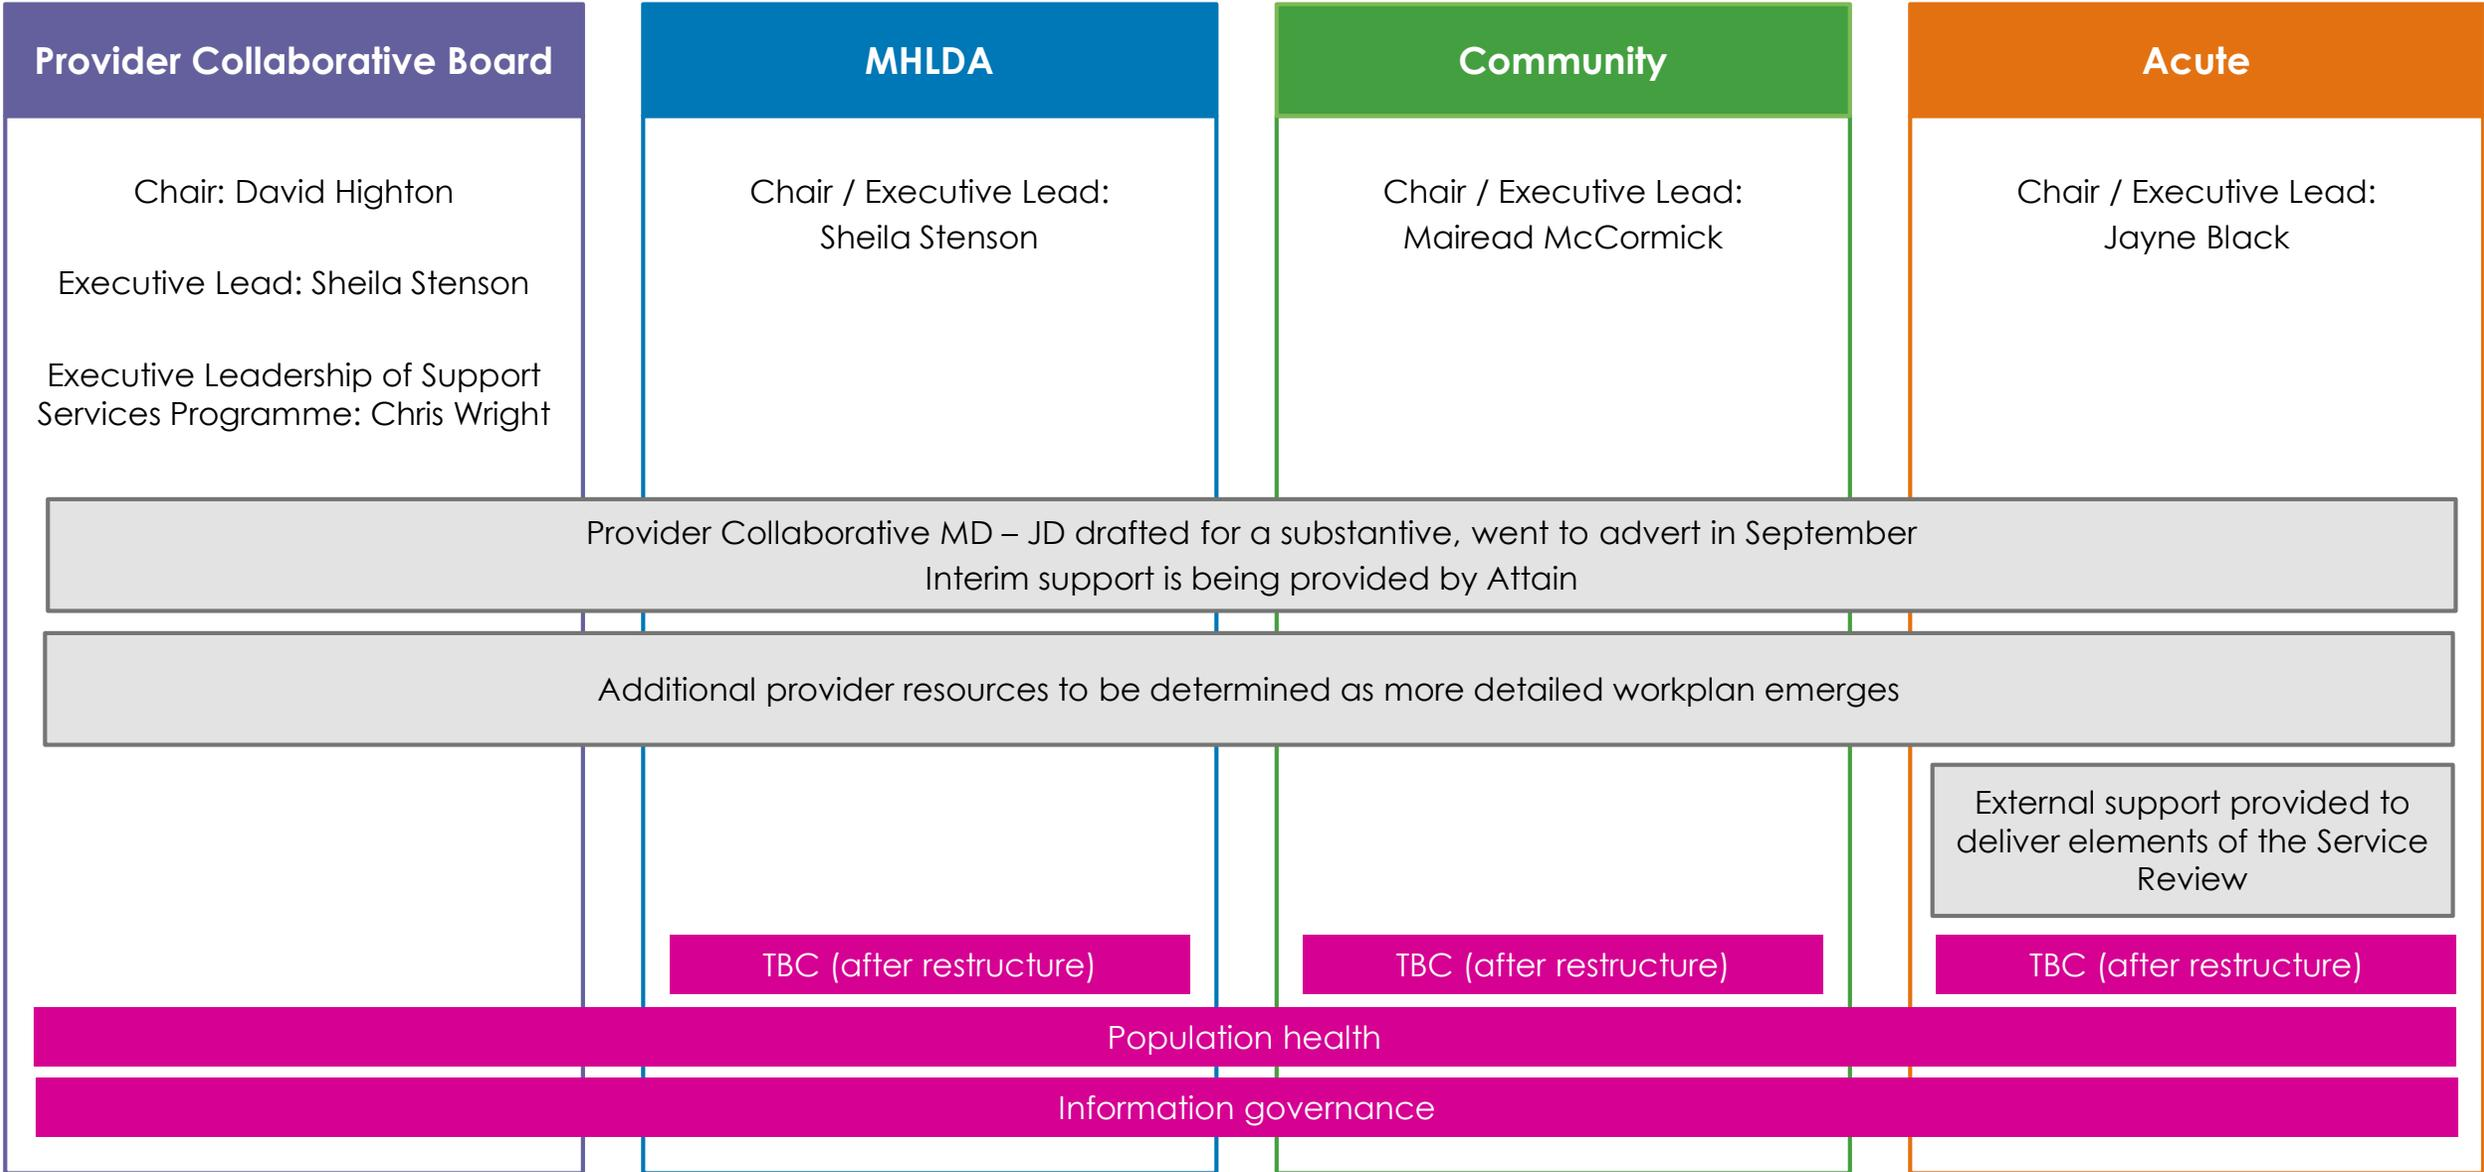 Provider Collaborative Board
MHLDA
Community
Acute
Chair: David Highton
Executive Lead: Sheila Stenson
Executive Leadership of Support
Services Programme: Chris Wright
Chair / Executive Lead:
Sheila Stenson
Chair / Executive Lead:
Mairead McCormick
Chair / Executive Lead:
Jayne Black
Provider Collaborative MD – JD drafted for a substantive, went to advert in September
Interim support is being provided by Attain
Additional provider resources to be determined as more detailed workplan emerges
External support provided to
deliver elements of the Service
Review
TBC (after restructure)
TBC (after restructure)
TBC (after restructure)
Population health
Information governance